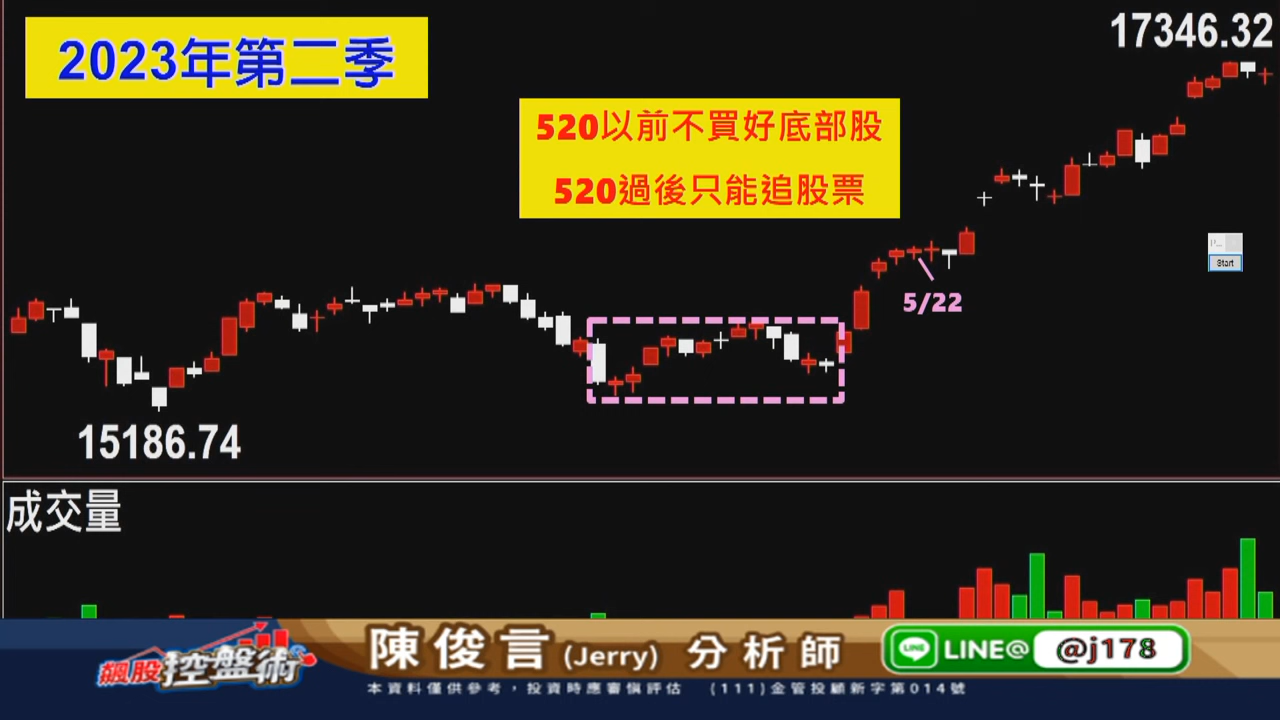 2023年第二季
17346.32
520以前不買好底部股
520過後只能追股票
Start
5/22
15186.74
成交量
飆股控盤術
陳俊言(Jerry) 分析師
LINE LINE@ @j178
本資料僅供參考，投資時應審慎評估 (111)金管投顧新字第014號